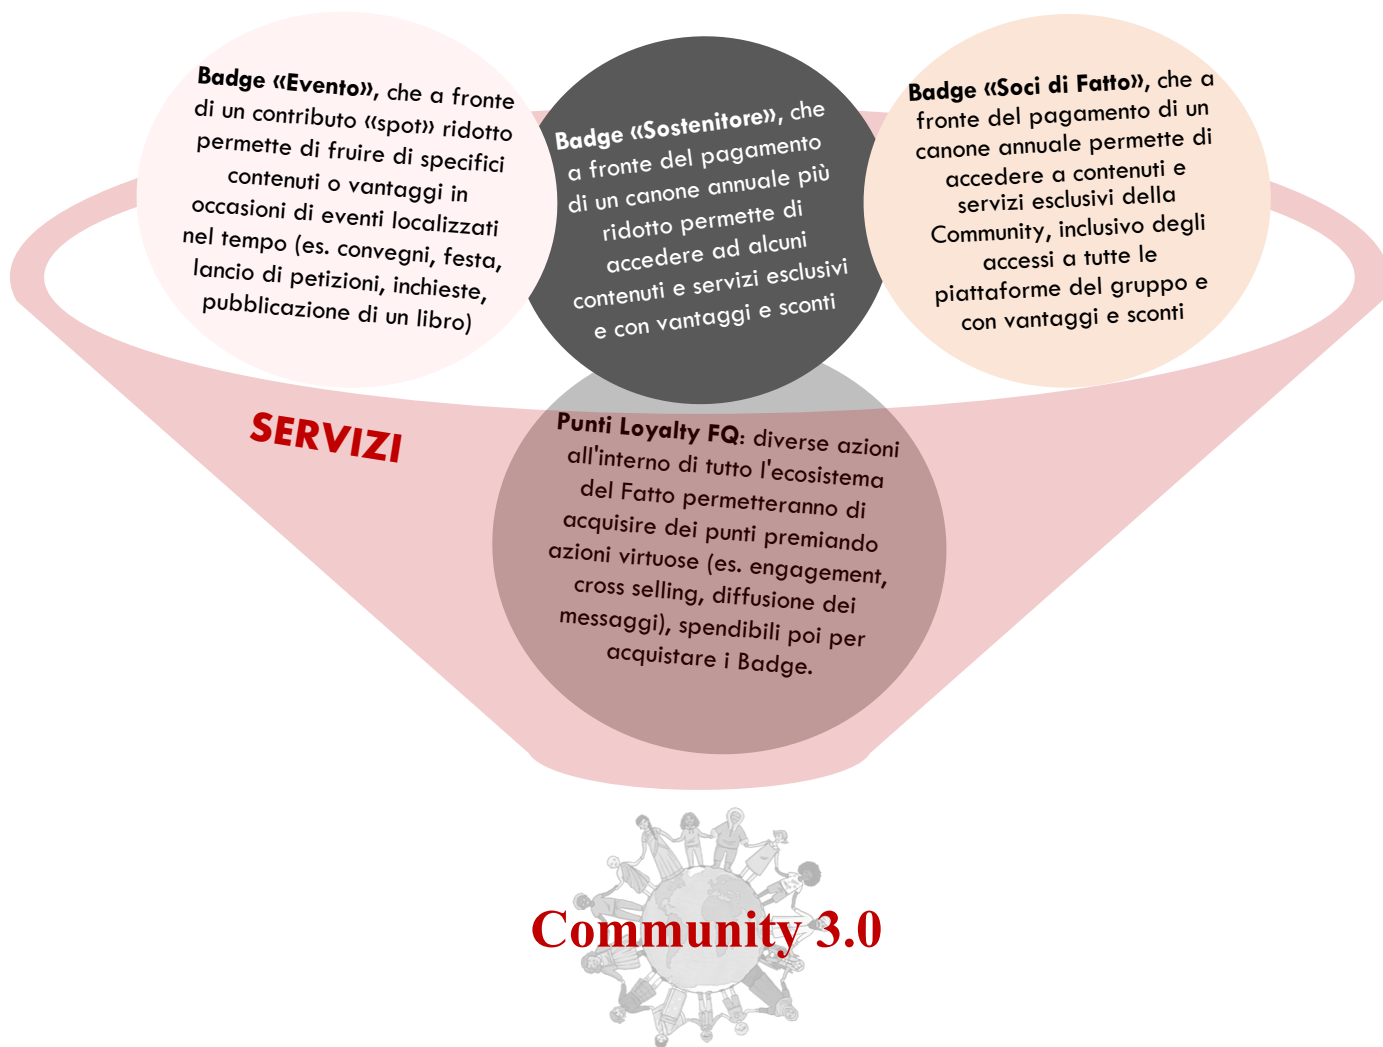 Badge «Evento», che a fronte
di un contributo «spot» ridotto
permette di fruire di specifici
contenuti o vantaggi in
occasioni di eventi localizzati
nel tempo (es. convegni, festa,
lancio di petizioni, inchieste,
pubblicazione di un libro)
Badge «Sostenitore», che
a fronte del pagamento
di un canone annuale più
ridotto permette di
accedere ad alcuni
contenuti e servizi esclusivi
e con vantaggi e sconti
Badge «Soci di Fatto», che a
fronte del pagamento di un
canone annuale permette di
accedere a contenuti e
servizi esclusivi della
Community, inclusivo degli
accessi a tutte le
piattaforme del gruppo e
con vantaggi e sconti
SERVIZI
Punti Loyalty FQ: diverse azioni
all'interno di tutto l'ecosistema
del Fatto permetteranno di
acquisire dei punti premiando
azioni virtuose (es. engagement,
cross selling, diffusione dei
messaggi), spendibili poi per
acquistare i Badge.
Community 3.0